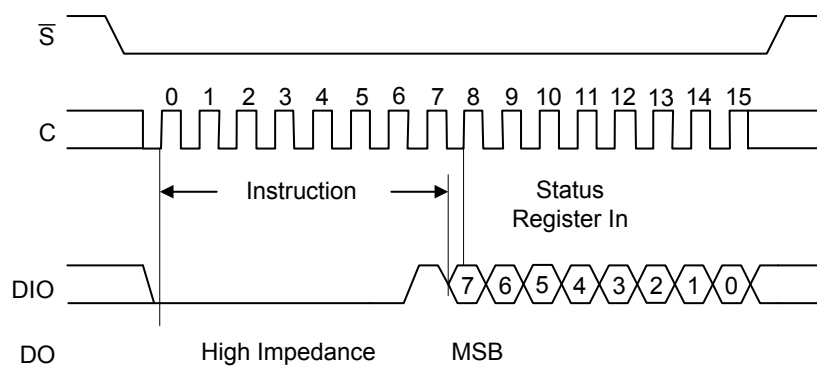 S̅
0 1 2 3 4 5 6 7 8 9 10 11 12 13 14 15
C
Instruction Status
Register In
DIO 7 6 5 4 3 2 1 0
DO High Impedance MSB